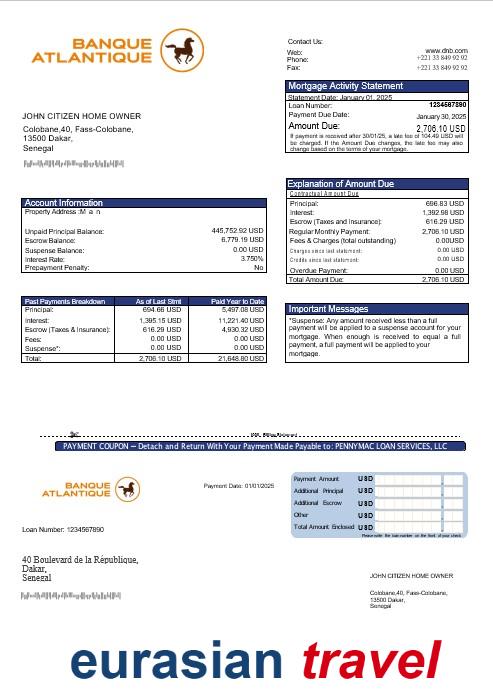 BANQUE
ATLANTIQUE
Contact Us:
Web: www.dnb.com
Phone: +221 33 849 92 92
Fax: +221 33 849 92 92
Mortgage Activity Statement
Statement Date: January 01, 2025
Loan Number: 1234567890
Payment Due Date: January 30, 2025
Amount Due: 2,706.10 USD
If payment is received after 30/01/25, a late fee of 104.49 USD will
be charged. If the Amount Due changes, the late fee may also
change based on the terms of your mortgage.
JOHN CITIZEN HOME OWNER
Colobane,40, Fass-Colobane,
13500 Dakar,
Senegal
Explanation of Amount Due
Contractual Amount Due
Principal: 696.83 USD
Interest: 1,392.98 USD
Escrow (Taxes and Insurance): 616.29 USD
Regular Monthly Payment: 2,706.10 USD
Fees & Charges (total outstanding) 0.00USD
Charges since last statement: 0.00 USD
Credits since last statement: 0.00 USD
Overdue Payment: 0.00 USD
Total Amount Due: 2,706.10 USD
Account Information
Property Address :M a n
Unpaid Principal Balance: 445,752.92 USD
Escrow Balance: 6,779.19 USD
Suspense Balance: 0.00 USD
Interest Rate: 3.750%
Prepayment Penalty: No
Past Payments Breakdown As of Last Stmt Paid Year to Date
Principal: 694.66 USD 5,497.08 USD
Interest: 1,395.15 USD 11,221.40 USD
Escrow (Taxes & Insurance): 616.29 USD 4,930.32 USD
Fees: 0.00 USD 0.00 USD
Suspense*: 0.00 USD 0.00 USD
Total: 2,706.10 USD 21,648.80 USD
Important Messages
*Suspense: Any amount received less than a full
payment will be applied to a suspense account for your
mortgage. When enough is received to equal a full
payment, a full payment will be applied to your
mortgage.
PAYMENT COUPON — Detach and Return With Your Payment Made Payable to: PENNYMAC LOAN SERVICES, LLC
BANQUE
ATLANTIQUE
Payment Date: 01/01/2025
Payment Amount USD
Additional Principal USD
Additional Escrow USD
Other USD
Total Amount Enclosed USD
Please write the loan number on the front of your check.
Loan Number: 1234567890
40 Boulevard de la République,
Dakar,
Senegal
JOHN CITIZEN HOME OWNER
Colobane,40, Fass-Colobane,
13500 Dakar,
Senegal
eurasian travel